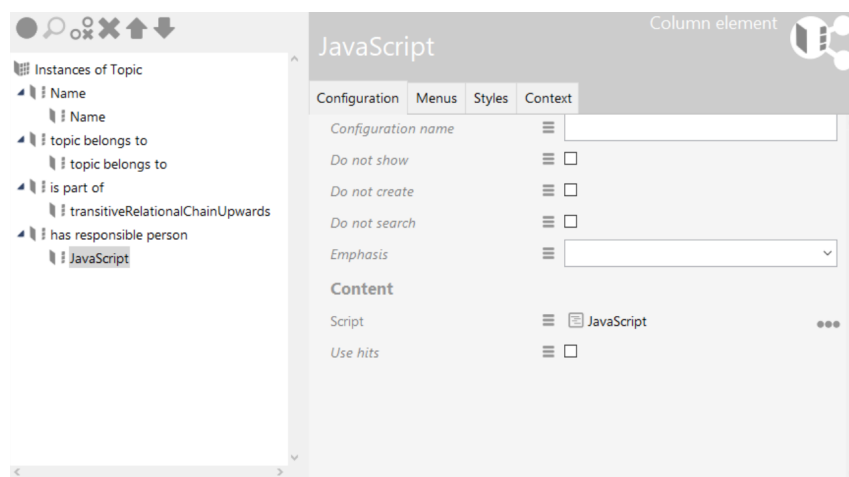 Instances of Topic
Name
Name
topic belongs to
topic belongs to
is part of
transitiveRelationalChainUpwards
has responsible person
JavaScript
Column element
JavaScript
Configuration Menus Styles Context
Configuration name
Do not show
Do not create
Do not search
Emphasis
Content
Script JavaScript
Use hits